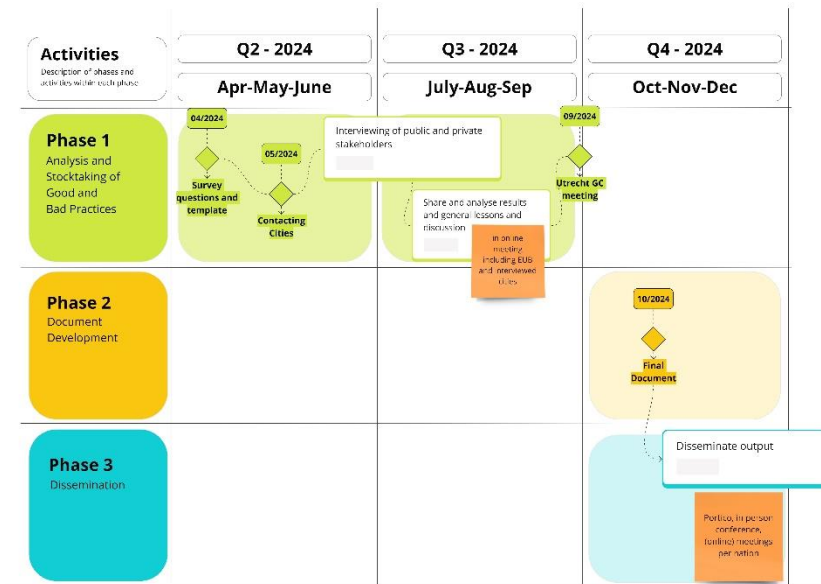 Activities
Description of phases and
activities within each phase
Q2 - 2024
Q3 - 2024
Q4 - 2024
Apr-May-June
July-Aug-Sep
Oct-Nov-Dec
Phase 1
Analysis and
Stocktaking of
Good and
Bad Practices
04/2024
Survey
questions and
template
05/2024
Contacting
Cities
Interviewing of public and private
stakeholders
Share and analyse results
and general lessons and
discussion
in online
meeting
including EUB
and interviewed
cities
09/2024
Utrecht GC
meeting
Phase 2
Document
Development
10/2024
Final
Document
Phase 3
Dissemination
Disseminate output
Portico, in person
conference,
(online) meetings
per nation